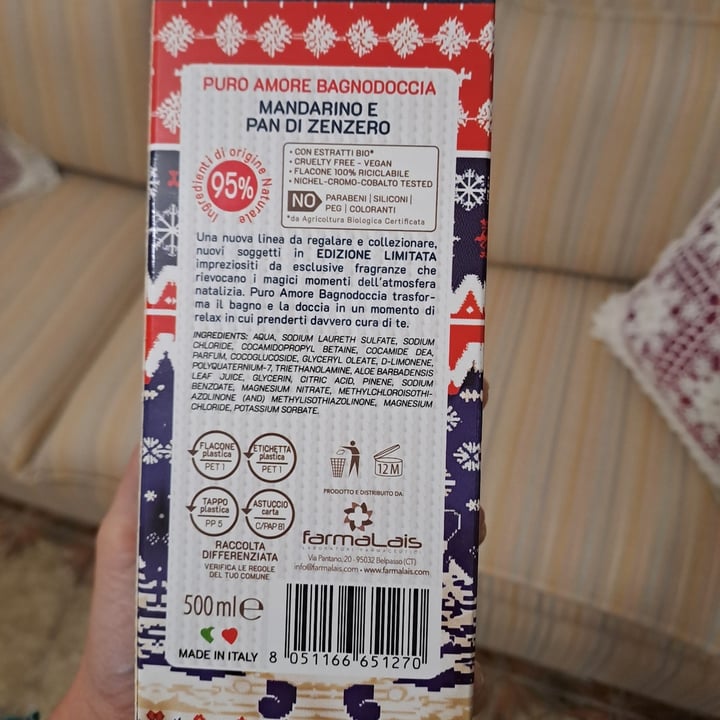 PURO AMORE BAGNODOCCIA
MANDARINO E
PAN DI ZENZERO
Ingredienti di origine Naturale
95%
• CON ESTRATTI BIO*
• CRUELTY FREE - VEGAN
• FLACONE 100% RICICLABILE
• NICHEL-CROMO-COBALTO TESTED
NO PARABENI | SILICONI |
PEG | COLORANTI
*da Agricoltura Biologica Certificata
Una nuova linea da regalare e collezionare,
nuovi soggetti in EDIZIONE LIMITATA
impreziositi da esclusive fragranze che
rievocano i magici momenti dell'atmosfera
natalizia. Puro Amore Bagnodoccia trasfor-
ma il bagno e la doccia in un momento di
relax in cui prenderti davvero cura di te.
INGREDIENTS: AQUA, SODIUM LAURETH SULFATE, SODIUM
CHLORIDE, COCAMIDOPROPYL BETAINE, COCAMIDE DEA,
PARFUM, COCOGLUCOSIDE, GLYCERYL OLEATE, D-LIMONENE,
POLYQUATERNIUM-7, TRIETHANOLAMINE, ALOE BARBADENSIS
LEAF JUICE, GLYCERIN, CITRIC ACID, PINENE, SODIUM
BENZOATE, MAGNESIUM NITRATE, METHYLCHLOROISOTHI-
AZOLINONE (AND) METHYLISOTHIAZOLINONE, MAGNESIUM
CHLORIDE, POTASSIUM SORBATE.
FLACONE
plastica
PET 1
ETICHETTA
plastica
PET 1
TAPPO
plastica
PP 5
ASTUCCIO
carta
C/PAP 81
RACCOLTA
DIFFERENZIATA
VERIFICA LE REGOLE
DEL TUO COMUNE
12 M
PRODOTTO E DISTRIBUITO DA:
farmaLais
LABORATORI FARMACEUTICI
Via Pantano, 20 - 95032 Belpasso (CT)
info@farmalais.com • www.farmalais.com
500 ml e
MADE IN ITALY
8 051166 651270